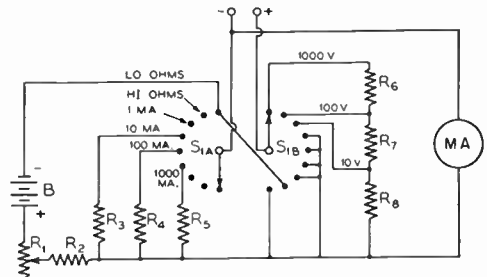 - +
1000 V
LO OHMS
HI OHMS
R6
1 MA
100 V
10 MA
S1A
S1B
R7
MA
100 MA.
10 V
-
B
1000 MA.
R8
+
R3
R4
R5
R1
R2